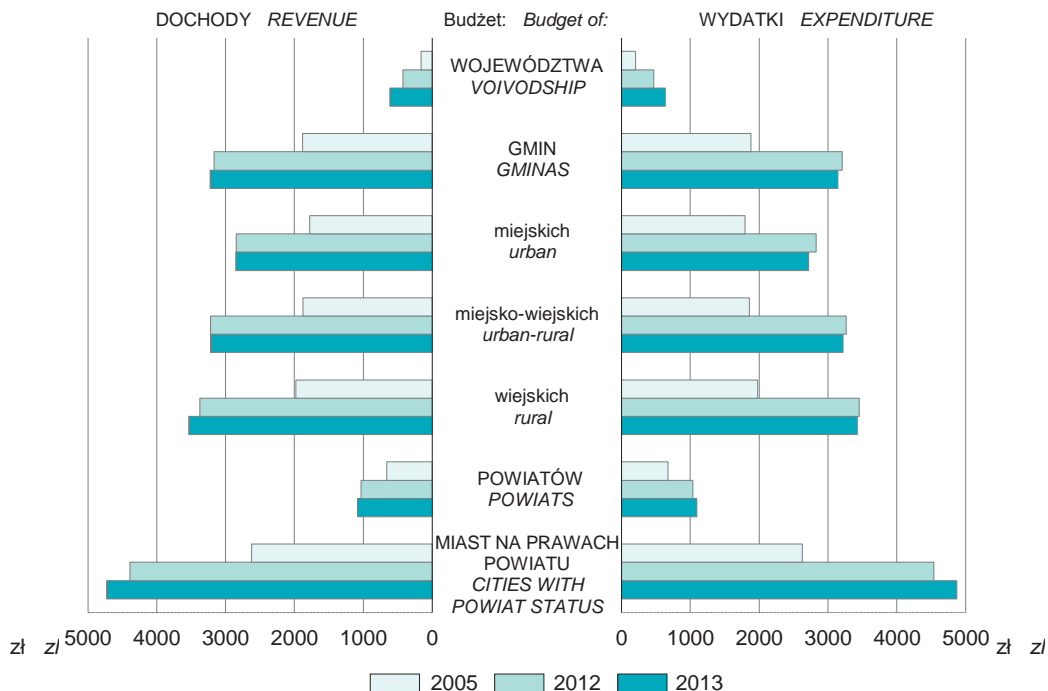 DOCHODY REVENUE Budżet: Budget of: WYDATKI EXPENDITURE
WOJEWÓDZTWA
VOIVODSHIP
GMIN
GMINAS
miejskich
urban
miejsko-wiejskich
urban-rural
wiejskich
rural
POWIATÓW
POWIATS
MIAST NA PRAWACH
POWIATU
CITIES WITH
POWIAT STATUS
zł zl 5000 4000 3000 2000 1000 0 0 1000 2000 3000 4000 5000 zł zl
2005 2012 2013